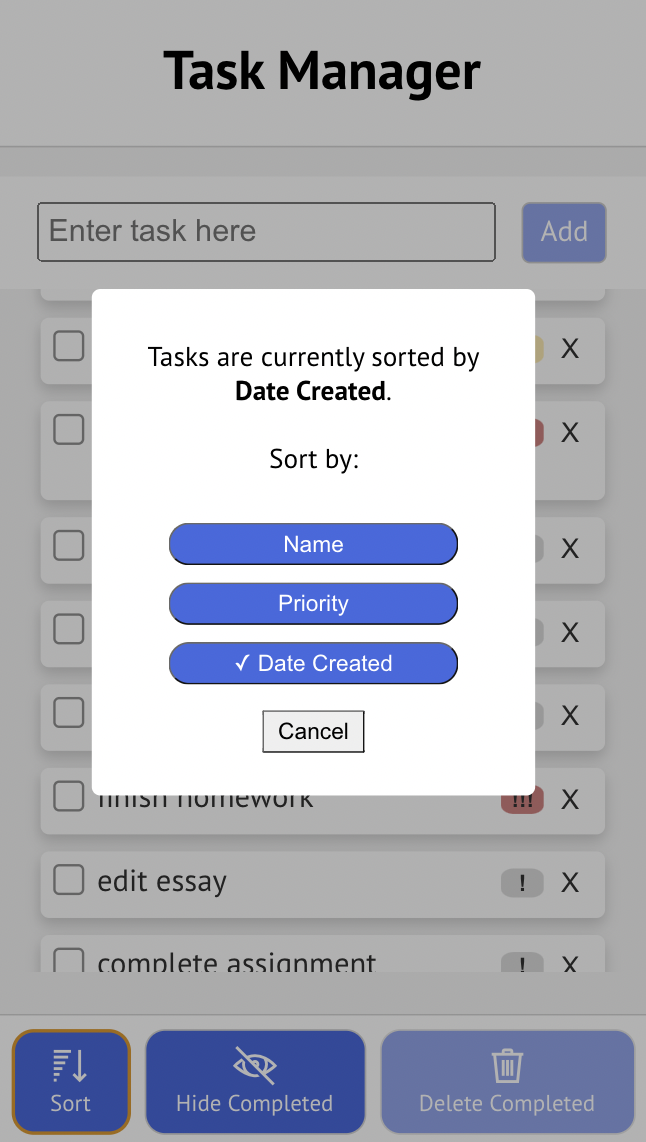 Task Manager
Enter task here
Add
X
X
X
X
X
Tasks are currently sorted by
Date Created.
Sort by:
Name
Priority
✓ Date Created
Cancel
finish homework !!! X
edit essay ! X
complete assignment ! X
Sort
Hide Completed
Delete Completed